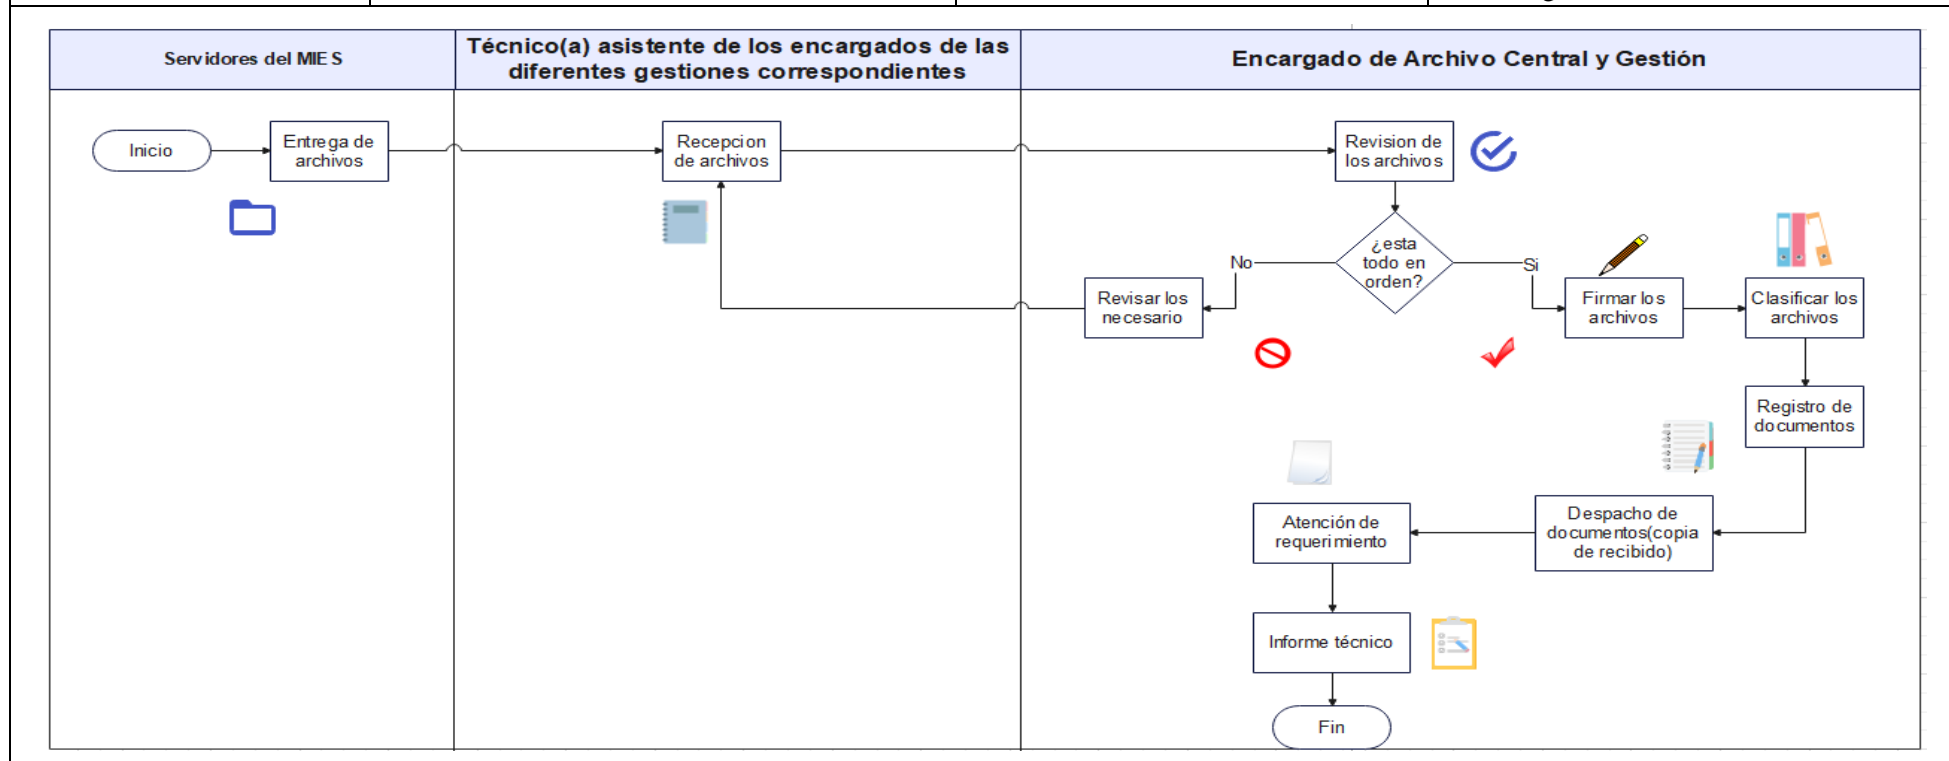 Servidores del MIES
Técnico(a) asistente de los encargados de las
diferentes gestiones correspondientes
Encargado de Archivo Central y Gestión
Inicio
Entrega de
archivos
Recepcion
de archivos
Revision de
los archivos
¿esta
todo en
orden?
No
Si
Revisar los
necesario
Firmar los
archivos
Clasificar los
archivos
Registro de
documentos
Despacho de
documentos(copia
de recibido)
Atención de
requerimiento
Informe técnico
Fin